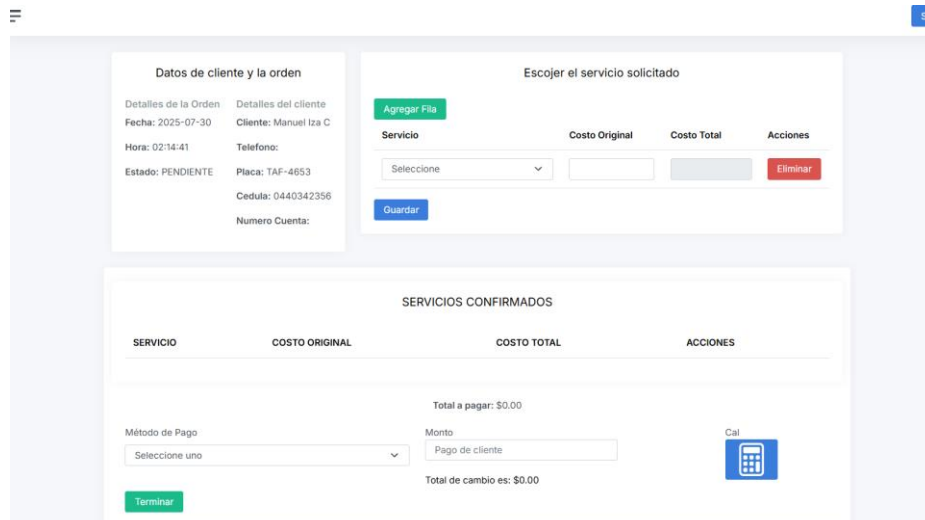 S
Datos de cliente y la orden
Detalles de la Orden
Fecha: 2025-07-30
Hora: 02:14:41
Estado: PENDIENTE
Detalles del cliente
Cliente: Manuel Iza C
Telefono:
Placa: TAF-4653
Cedula: 0440342356
Numero Cuenta:
Escojer el servicio solicitado
Agregar Fila
Servicio Costo Original Costo Total Acciones
Seleccione Eliminar
Guardar
SERVICIOS CONFIRMADOS
SERVICIO COSTO ORIGINAL COSTO TOTAL ACCIONES
Total a pagar: $0.00
Método de Pago
Seleccione uno
Monto
Pago de cliente
Total de cambio es: $0.00
Cal
Terminar